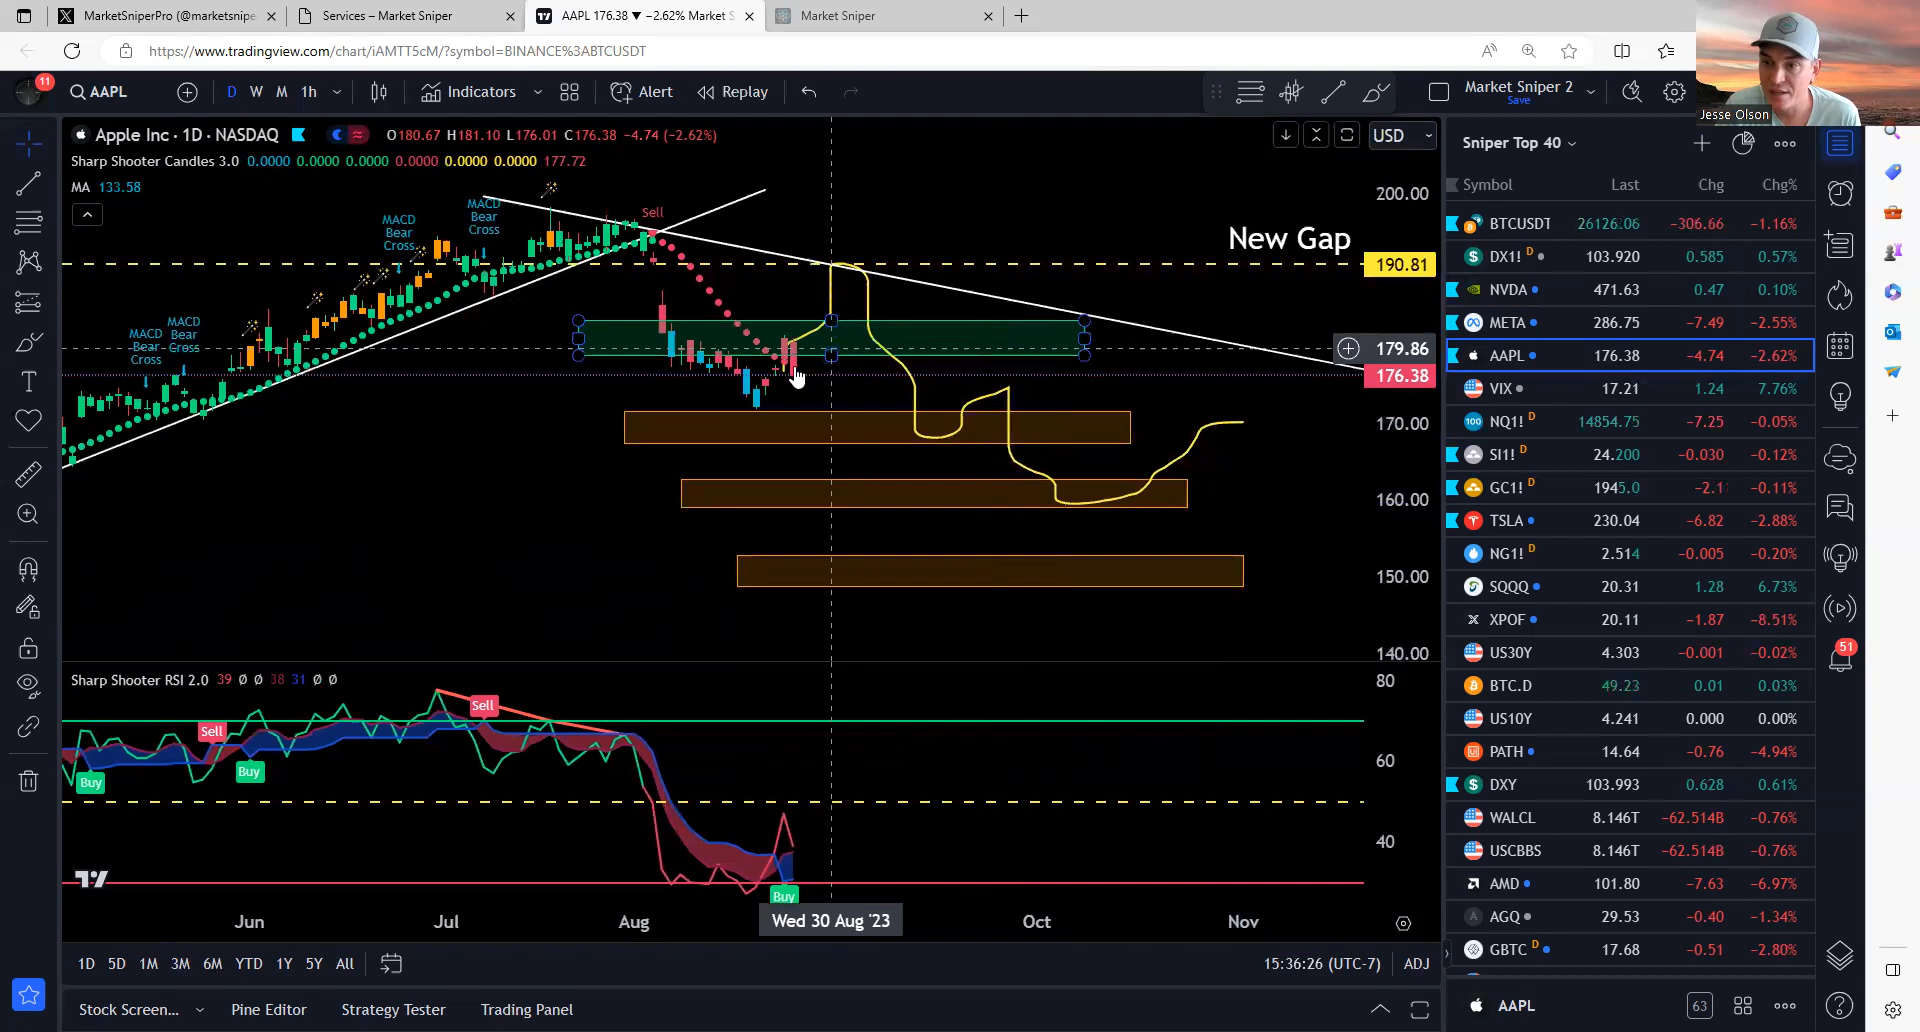 MarketSniperPro (@marketsnipe
Services – Market Sniper
AAPL 176.38 ▼ −2.62% Market S
Market Sniper
https://www.tradingview.com/chart/iAMTT5cM/?symbol=BINANCE%3ABTCUSDT
Jesse Olson
11
AAPL
D
W
M
1h
Indicators
Alert
Replay
Market Sniper 2
Save
Apple Inc · 1D · NASDAQ
O180.67 H181.10 L176.01 C176.38 −4.74 (−2.62%)
USD
Sharp Shooter Candles 3.0 0.0000 0.0000 0.0000 0.0000 0.0000 0.0000 177.72
MA 133.58
MACD
Bear
Cross
MACD
Bear
Cross
MACD
Bear
Cross
MACD
Bear
Cross
Sell
New Gap
200.00
190.81
179.86
176.38
170.00
160.00
150.00
140.00
Sharp Shooter RSI 2.0 39 Ø Ø 38 31 Ø Ø
80
60
40
Sell
Sell
Buy
Buy
Buy
Jun
Jul
Aug
Wed 30 Aug '23
Oct
Nov
1D 5D 1M 3M 6M YTD 1Y 5Y All
15:36:26 (UTC-7)
ADJ
Stock Screen...
Pine Editor
Strategy Tester
Trading Panel
Sniper Top 40
Symbol Last Chg Chg%
BTCUSDT 26126.06 −306.66 −1.16%
DX1! D 103.920 0.585 0.57%
NVDA 471.63 0.47 0.10%
META 286.75 −7.49 −2.55%
AAPL 176.38 −4.74 −2.62%
VIX 17.21 1.24 7.76%
NQ1! D 14854.75 −7.25 −0.05%
SI1! D 24.200 −0.030 −0.12%
GC1! D 1945.0 −2.1 −0.11%
TSLA 230.04 −6.82 −2.88%
NG1! D 2.514 −0.005 −0.20%
SQQQ 20.31 1.28 6.73%
XPOF 20.11 −1.87 −8.51%
US30Y 4.303 −0.001 −0.02%
BTC.D 49.23 0.01 0.03%
US10Y 4.241 0.000 0.00%
PATH 14.64 −0.76 −4.94%
DXY 103.993 0.628 0.61%
WALCL 8.146T −62.514B −0.76%
USCBBS 8.146T −62.514B −0.76%
AMD 101.80 −7.63 −6.97%
AGQ 29.53 −0.40 −1.34%
GBTC D 17.68 −0.51 −2.80%
AAPL
63
51